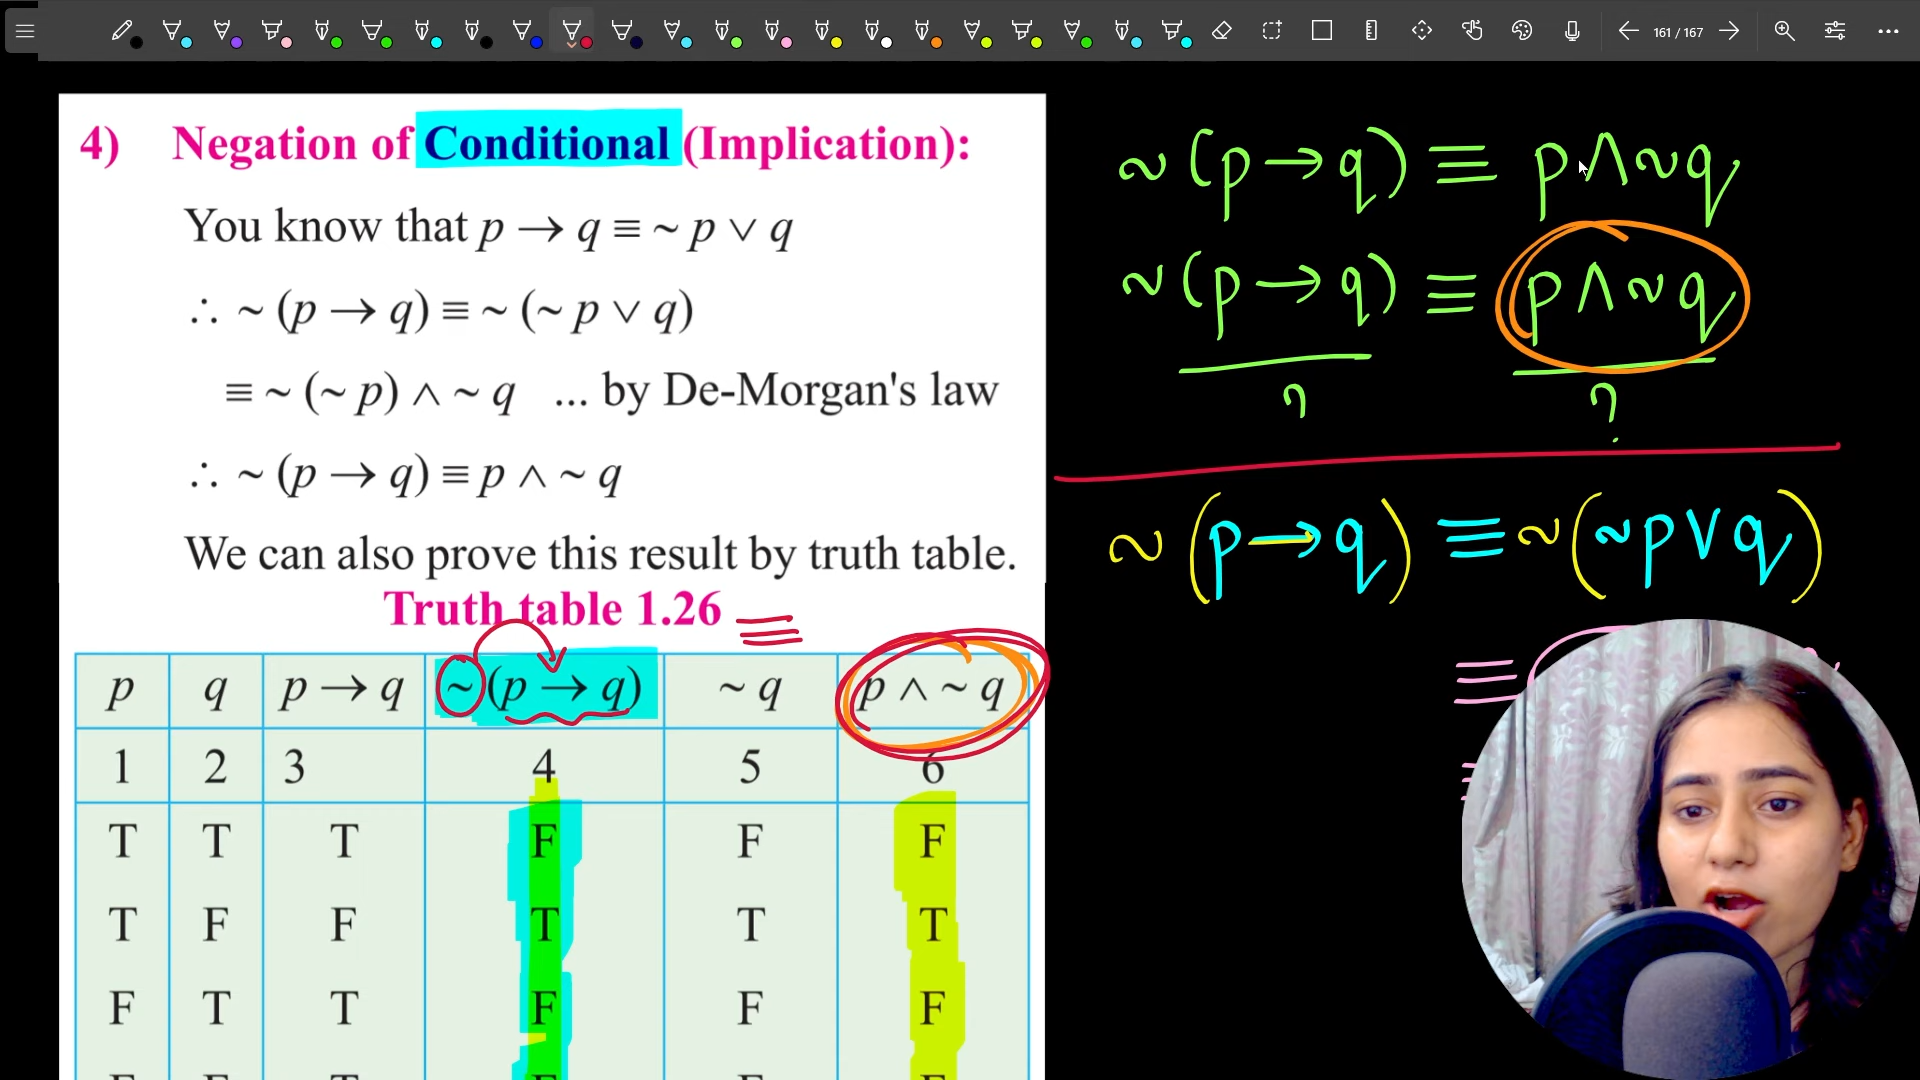 161 / 167
4) Negation of Conditional (Implication):
You know that p → q ≡ ~ p ∨ q
∴ ~ (p → q) ≡ ~ (~ p ∨ q)
≡ ~ (~ p) ∧ ~ q ... by De-Morgan's law
∴ ~ (p → q) ≡ p ∧ ~ q
We can also prove this result by truth table.
Truth table 1.26 ≡
p q p → q ~ (p → q) ~ q p ∧ ~ q
1 2 3 4 5 6
T T T F F F
T F F T T T
F T T F F F
~ (p → q) ≡ p ∧ ~ q
~ (p → q) ≡ p ∧ ~ q
? ?
~ (p → q) ≡ ~ (~ p ∨ q)
≡